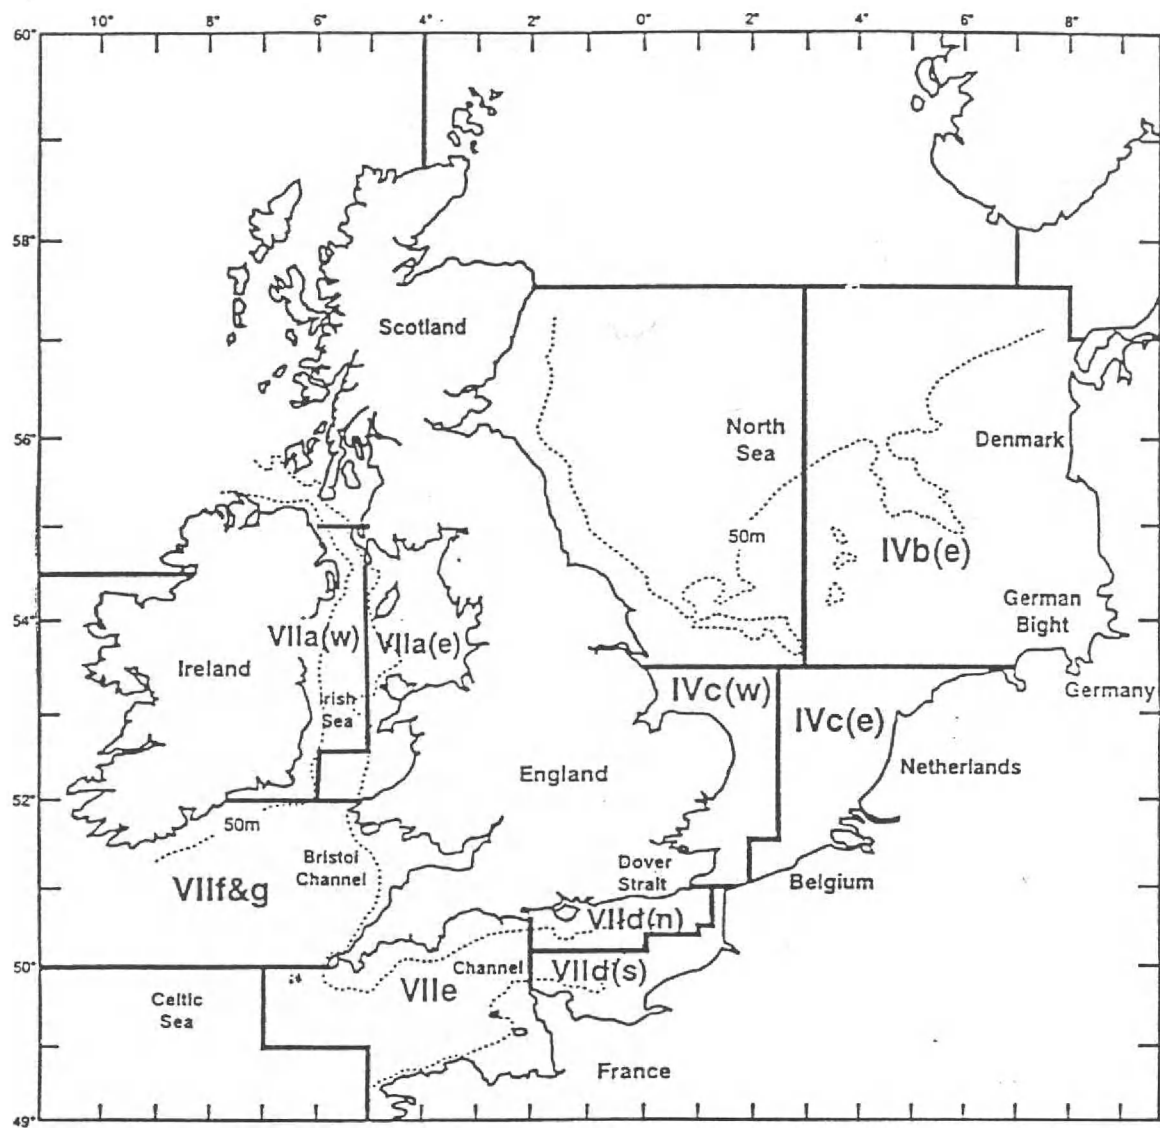 10° 8° 6° 4° 2° 0° 2° 4° 6° 8°
60°
58°
Scotland
North
Sea
Denmark
56°
50m
IVb(e)
German
Bight
54°
VIIa(w)
VIIa(e)
Ireland
Germany
IVc(w)
Irish
Sea
IVc(e)
England
Netherlands
52°
50m
Bristol
Channel
Dover
Strait
Belgium
VIIf&g
VIId(n)
50°
Channel
VIId(s)
VIIe
Celtic
Sea
France
49°